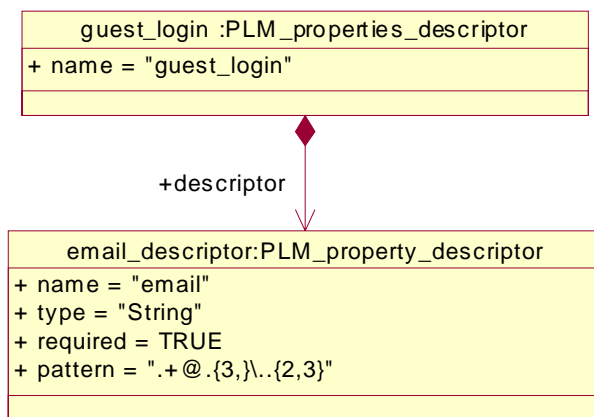 guest_login :PLM_properties_descriptor
+ name = "guest_login"
+descriptor
email_descriptor:PLM_property_descriptor
+ name = "email"
+ type = "String"
+ required = TRUE
+ pattern = ".+@.{3,}\..{2,3}"